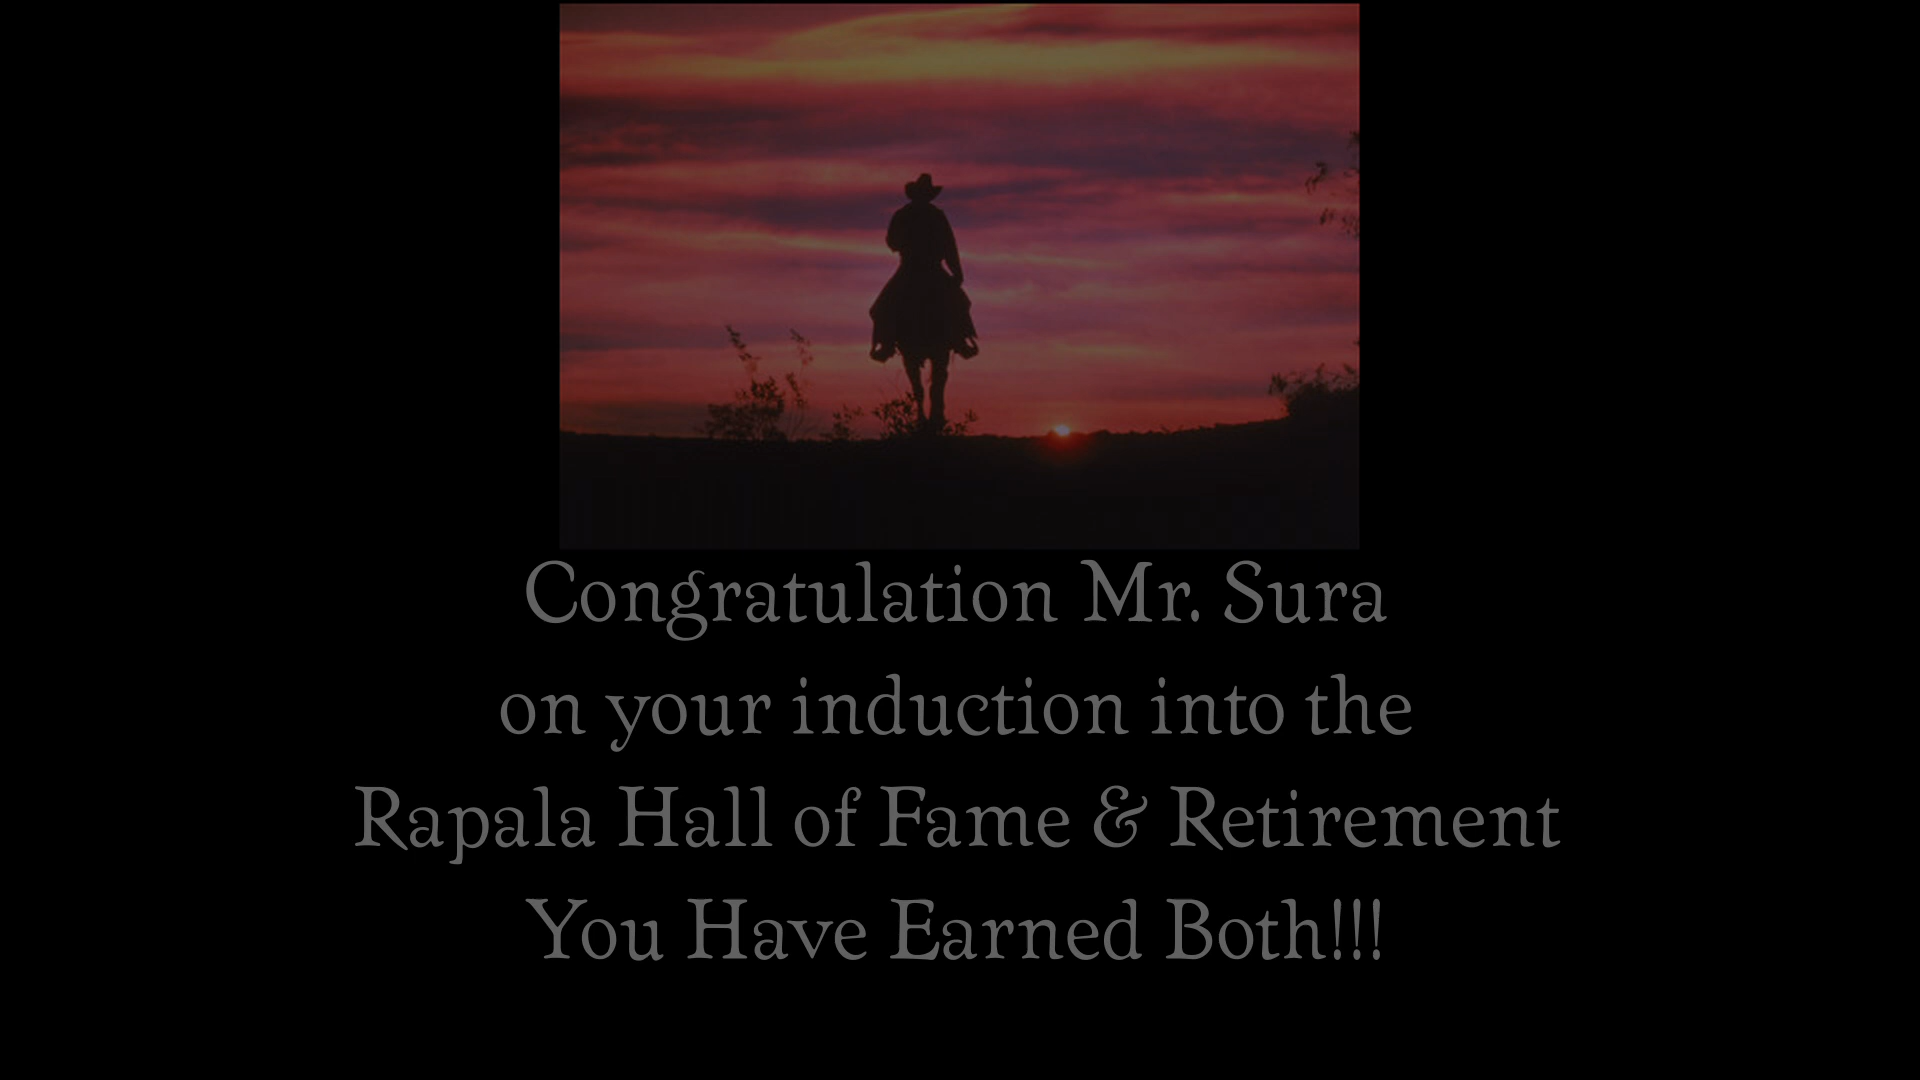 Congratulation Mr. Sura
on your induction into the
Rapala Hall of Fame & Retirement
You Have Earned Both!!!